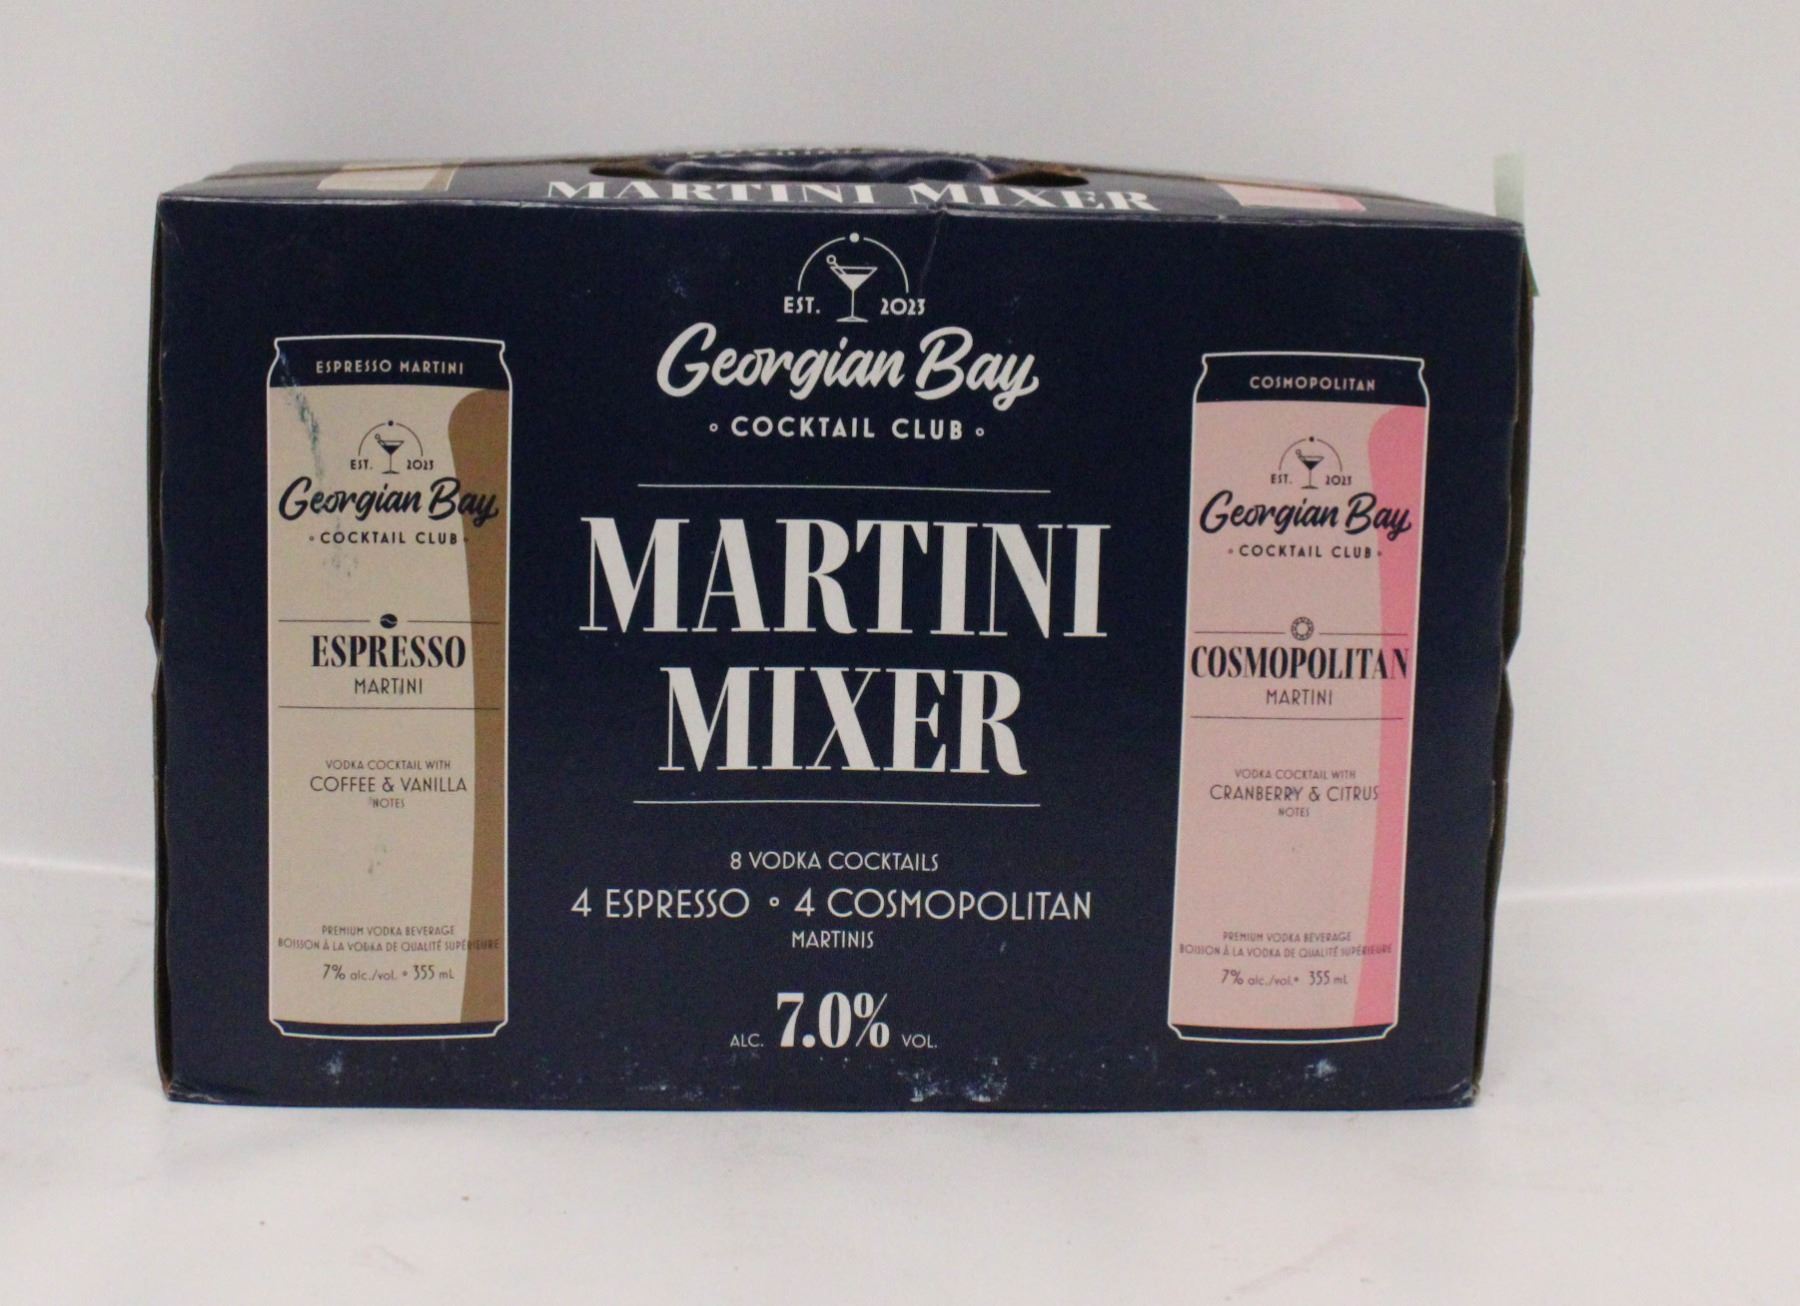 MARTINI MIXER
EST. 2023
Georgian Bay
COCKTAIL CLUB
MARTINI
MIXER
8 VODKA COCKTAILS
4 ESPRESSO • 4 COSMOPOLITAN
MARTINIS
ALC. 7.0% VOL.
ESPRESSO MARTINI
EST. 2023
Georgian Bay
COCKTAIL CLUB
ESPRESSO
MARTINI
VODKA COCKTAIL WITH
COFFEE & VANILLA
NOTES
PREMIUM VODKA BEVERAGE
BOISSON À LA VODKA DE QUALITÉ SUPÉRIEURE
7% alc./vol. • 355 mL
COSMOPOLITAN
EST. 2023
Georgian Bay
COCKTAIL CLUB
COSMOPOLITAN
MARTINI
VODKA COCKTAIL WITH
CRANBERRY & CITRUS
NOTES
PREMIUM VODKA BEVERAGE
BOISSON À LA VODKA DE QUALITÉ SUPÉRIEURE
7% alc./vol. • 355 mL